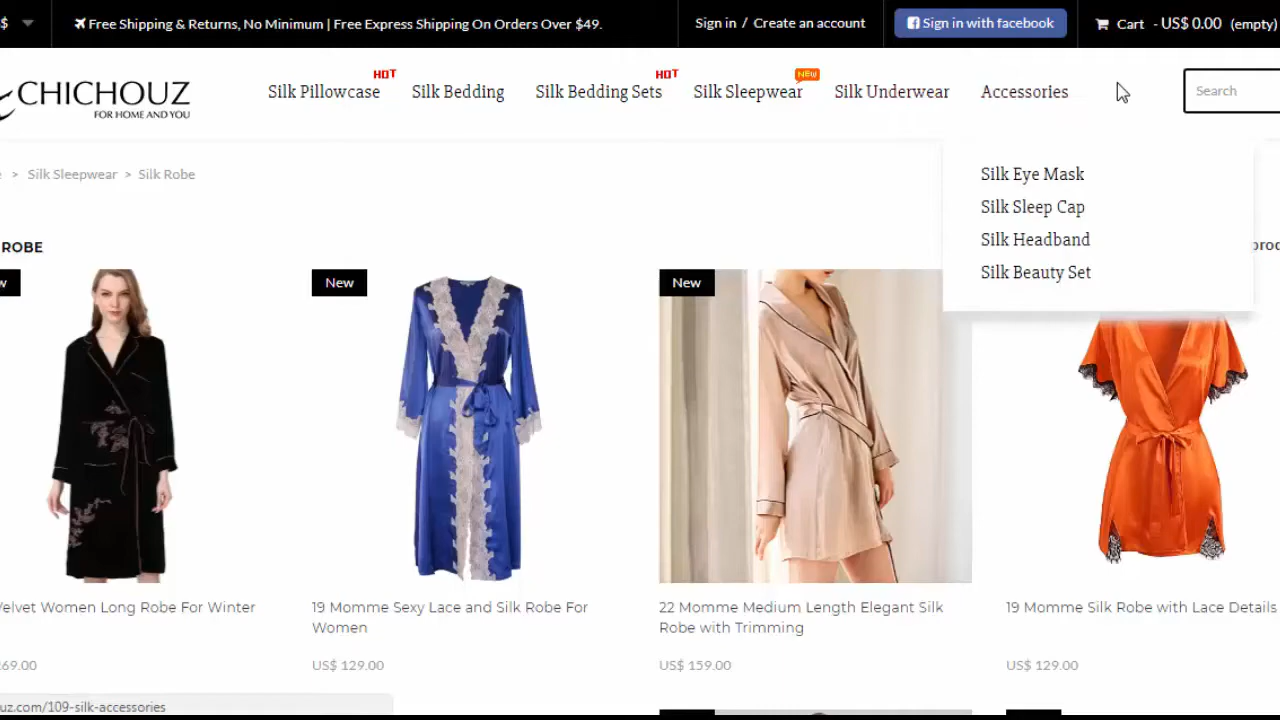 $
Free Shipping & Returns, No Minimum | Free Express Shipping On Orders Over $49.
Sign in / Create an account
Sign in with facebook
Cart - US$ 0.00 (empty)
CHICHOUZ
FOR HOME AND YOU
Silk Pillowcase
HOT
Silk Bedding
Silk Bedding Sets
HOT
Silk Sleepwear
NEW
Silk Underwear
Accessories
Search
> Silk Sleepwear > Silk Robe
Silk Eye Mask
Silk Sleep Cap
Silk Headband
Silk Beauty Set
ROBE
New
New
Velvet Women Long Robe For Winter
19 Momme Sexy Lace and Silk Robe For
Women
22 Momme Medium Length Elegant Silk
Robe with Trimming
19 Momme Silk Robe with Lace Details
69.00
US$ 129.00
US$ 159.00
US$ 129.00
uz.com/109-silk-accessories